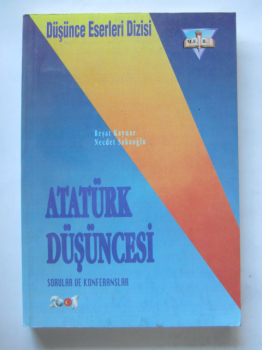 Düşünce Eserleri Dizisi
Reşat Kaynar
Necdet Sakaoğlu
ATATÜRK
DÜŞÜNCESİ
SORULAR VE KONFERANSLAR